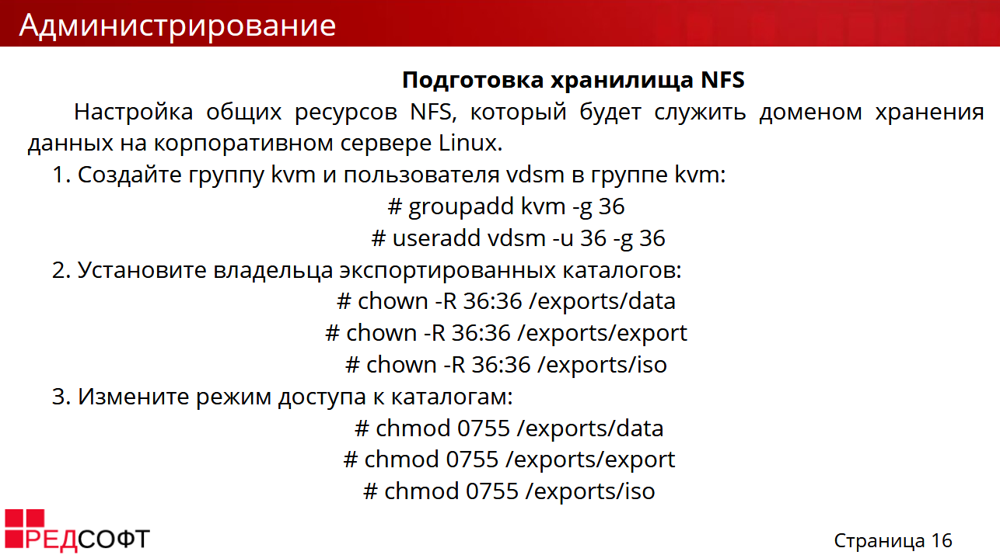 Администрирование
Подготовка хранилища NFS
Настройка общих ресурсов NFS, который будет служить доменом хранения
данных на корпоративном сервере Linux.
1. Создайте группу kvm и пользователя vdsm в группе kvm:
# groupadd kvm -g 36
# useradd vdsm -u 36 -g 36
2. Установите владельца экспортированных каталогов:
# chown -R 36:36 /exports/data
# chown -R 36:36 /exports/export
# chown -R 36:36 /exports/iso
3. Измените режим доступа к каталогам:
# chmod 0755 /exports/data
# chmod 0755 /exports/export
# chmod 0755 /exports/iso
РЕДСОФТ
Страница 16